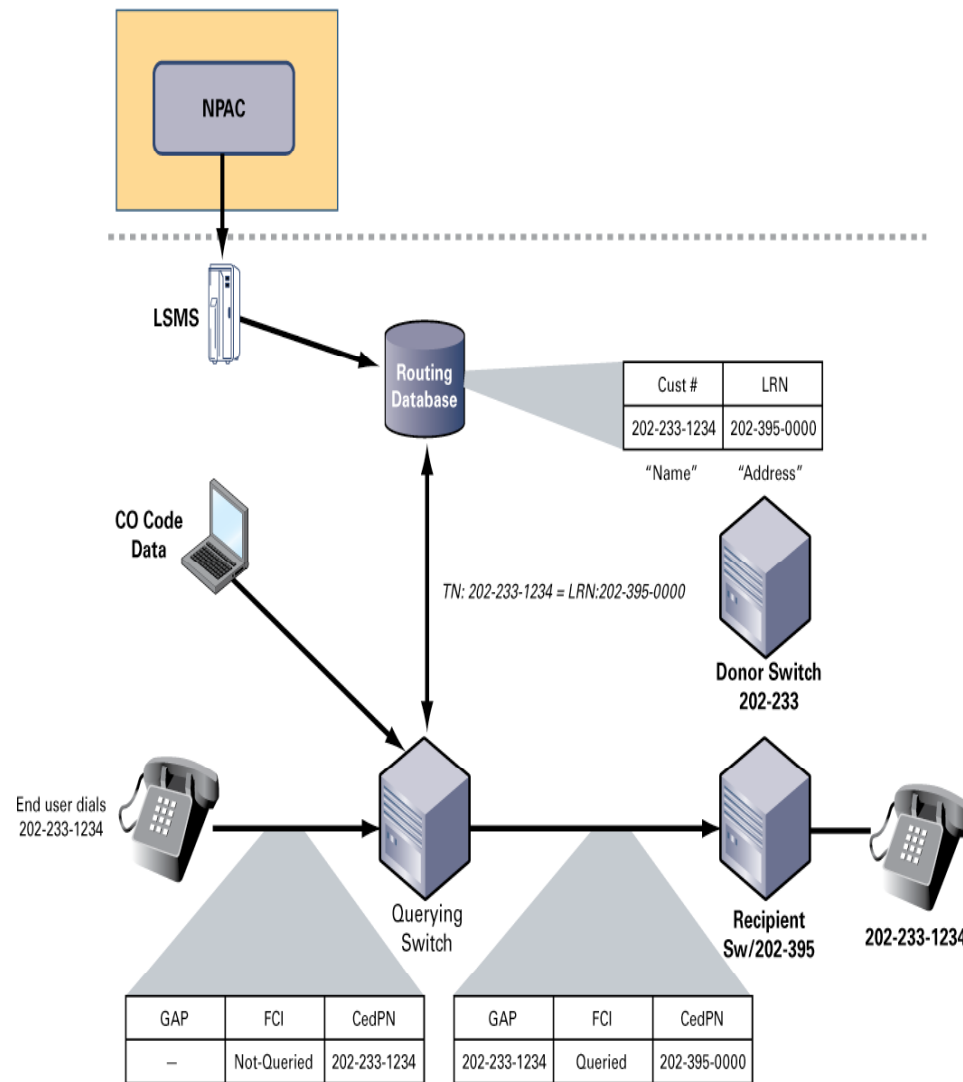 NPAC
LSMS
Routing
Database
Cust # LRN
202-233-1234 202-395-0000
“Name” “Address”
CO Code
Data
TN: 202-233-1234 = LRN:202-395-0000
Donor Switch
202-233
End user dials
202-233-1234
Querying
Switch
Recipient
Sw/202-395
202-233-1234
GAP FCI CedPN
– Not-Queried 202-233-1234
GAP FCI CedPN
202-233-1234 Queried 202-395-0000